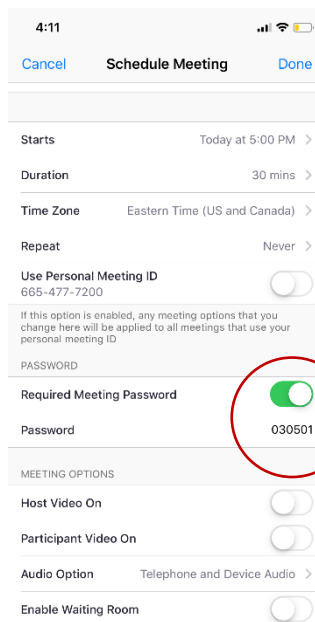 4:11
Cancel Schedule Meeting Done
Starts Today at 5:00 PM
Duration 30 mins
Time Zone Eastern Time (US and Canada)
Repeat Never
Use Personal Meeting ID
665-477-7200
If this option is enabled, any meeting options that you
change here will be applied to all meetings that use your
personal meeting ID
PASSWORD
Required Meeting Password
Password 030501
MEETING OPTIONS
Host Video On
Participant Video On
Audio Option Telephone and Device Audio
Enable Waiting Room